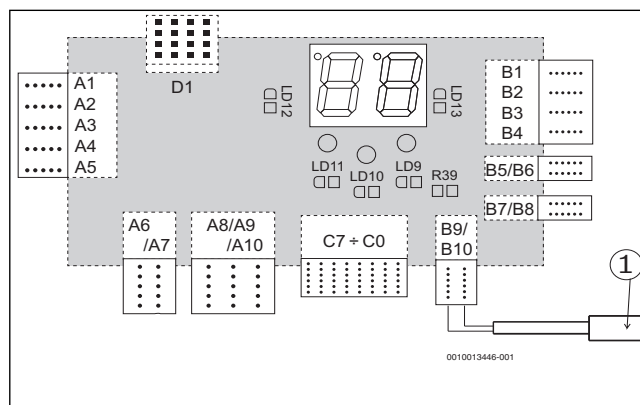 D1
A1
A2
A3
A4
A5
LD12
LD13
B1
B2
B3
B4
LD11
LD10
LD9
R39
B5/B6
B7/B8
A6
/A7
A8/A9
/A10
C7 ÷ C0
B9/
B10
1
0010013446-001